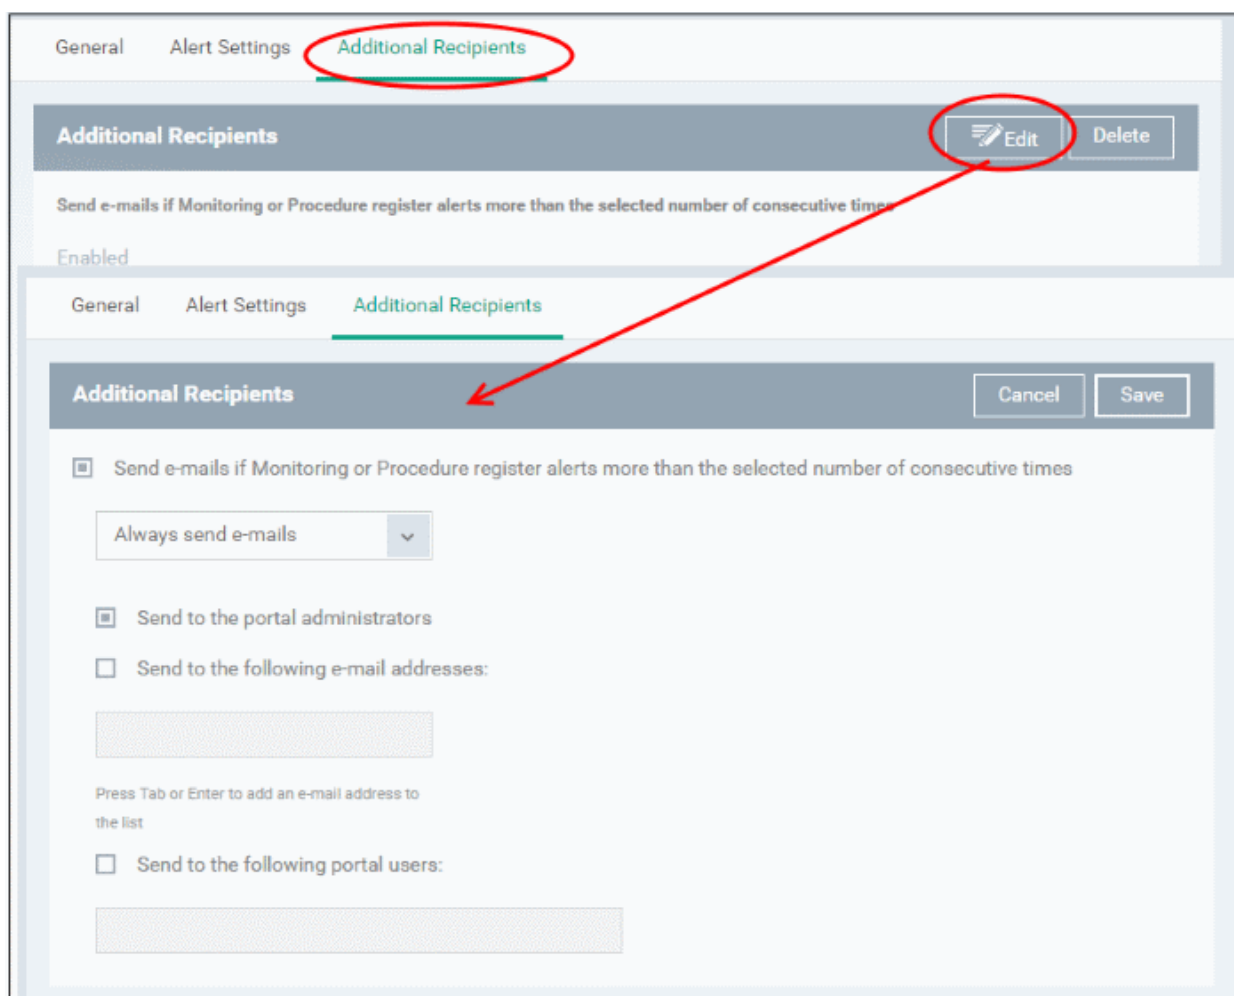 General Alert Settings Additional Recipients
Additional Recipients Edit Delete
Send e-mails if Monitoring or Procedure register alerts more than the selected number of consecutive times
Enabled
General Alert Settings Additional Recipients
Additional Recipients Cancel Save
Send e-mails if Monitoring or Procedure register alerts more than the selected number of consecutive times
Always send e-mails
Send to the portal administrators
Send to the following e-mail addresses:
Press Tab or Enter to add an e-mail address to
the list
Send to the following portal users: